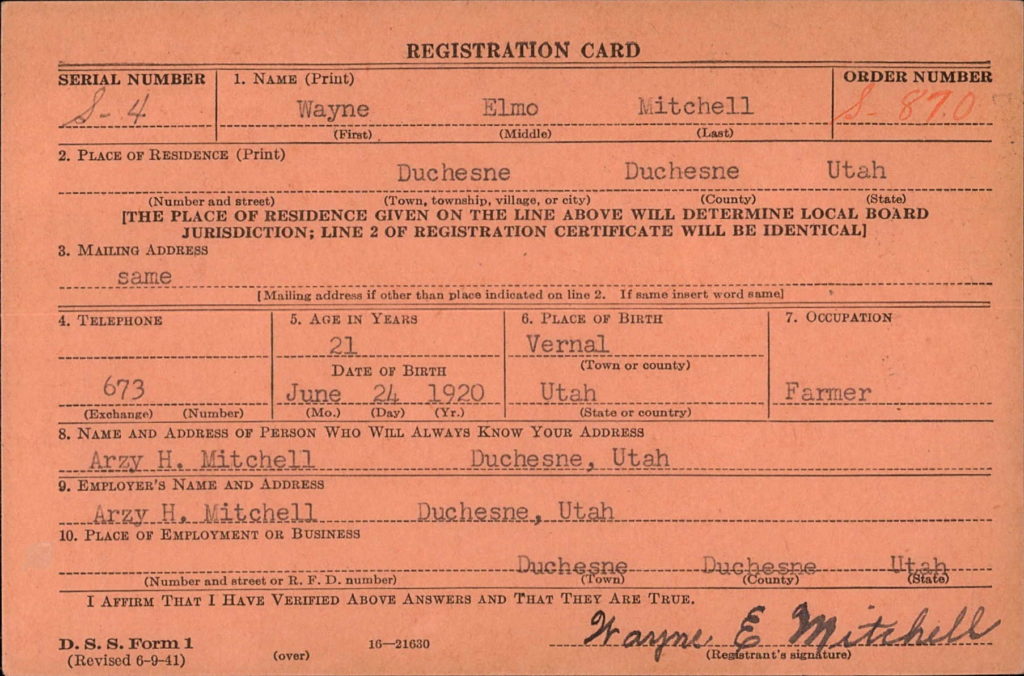 REGISTRATION CARD
SERIAL NUMBER 1. NAME (Print) ORDER NUMBER
S-4 Wayne Elmo Mitchell S-870
(First) (Middle) (Last)
2. PLACE OF RESIDENCE (Print)
Duchesne Duchesne Utah
(Number and street) (Town, township, village, or city) (County) (State)
[THE PLACE OF RESIDENCE GIVEN ON THE LINE ABOVE WILL DETERMINE LOCAL BOARD
JURISDICTION; LINE 2 OF REGISTRATION CERTIFICATE WILL BE IDENTICAL]
3. MAILING ADDRESS
same
[Mailing address if other than place indicated on line 2. If same insert word same]
4. TELEPHONE 5. AGE IN YEARS 6. PLACE OF BIRTH 7. OCCUPATION
21 Vernal
DATE OF BIRTH (Town or county)
673 June 24 1920 Utah Farmer
(Exchange) (Number) (Mo.) (Day) (Yr.) (State or country)
8. NAME AND ADDRESS OF PERSON WHO WILL ALWAYS KNOW YOUR ADDRESS
Arzy H. Mitchell Duchesne, Utah
9. EMPLOYER'S NAME AND ADDRESS
Arzy H. Mitchell Duchesne, Utah
10. PLACE OF EMPLOYMENT OR BUSINESS
Duchesne Duchesne Utah
(Number and street or R. F. D. number) (Town) (County) (State)
I AFFIRM THAT I HAVE VERIFIED ABOVE ANSWERS AND THAT THEY ARE TRUE.
Wayne E Mitchell
D. S. S. Form 1 16—21630 (Registrant's signature)
(Revised 6-9-41) (over)